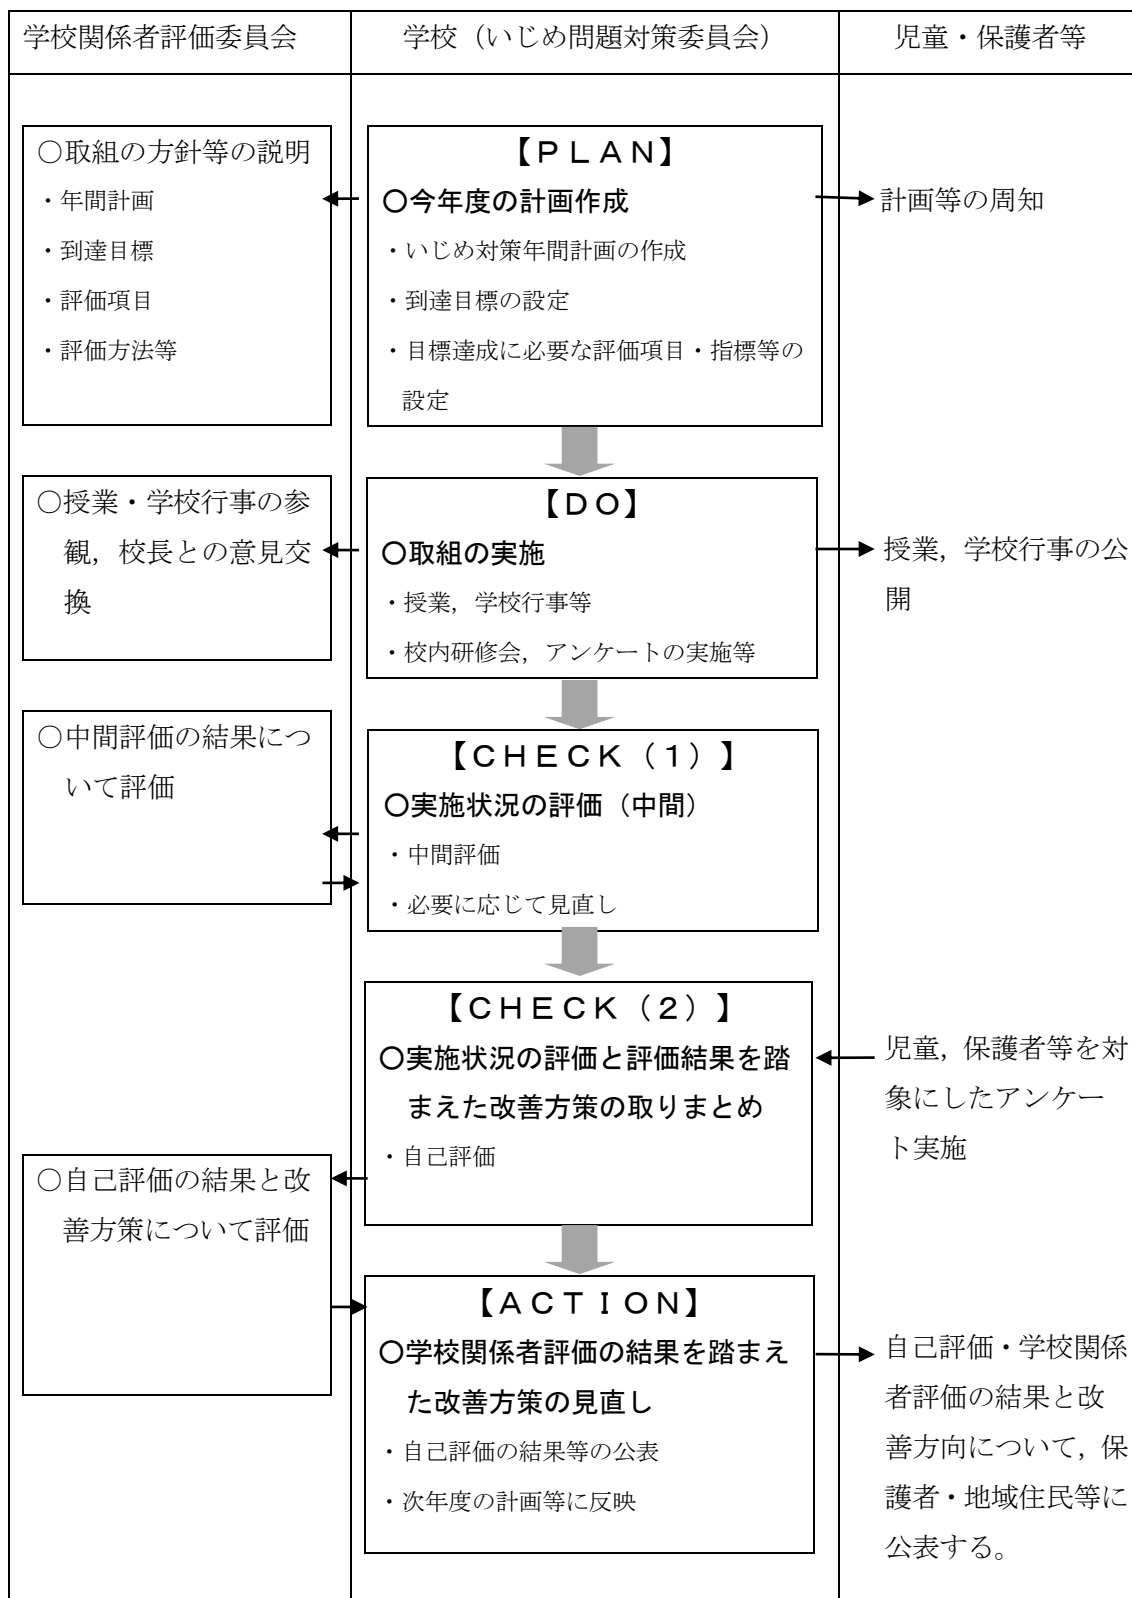 学校関係者評価委員会
学校（いじめ問題対策委員会）
児童・保護者等
○取組の方針等の説明
・年間計画
・到達目標
・評価項目
・評価方法等
【ＰＬＡＮ】
○今年度の計画作成
・いじめ対策年間計画の作成
・到達目標の設定
・目標達成に必要な評価項目・指標等の
設定
計画等の周知
○授業・学校行事の参
観，校長との意見交
換
【ＤＯ】
○取組の実施
・授業，学校行事等
・校内研修会，アンケートの実施等
授業，学校行事の公
開
○中間評価の結果につ
いて評価
【ＣＨＥＣＫ（１）】
○実施状況の評価（中間）
・中間評価
・必要に応じて見直し
【ＣＨＥＣＫ（２）】
○実施状況の評価と評価結果を踏
まえた改善方策の取りまとめ
・自己評価
児童，保護者等を対
象にしたアンケー
ト実施
○自己評価の結果と改
善方策について評価
【ＡＣＴＩＯＮ】
○学校関係者評価の結果を踏まえ
た改善方策の見直し
・自己評価の結果等の公表
・次年度の計画等に反映
自己評価・学校関係
者評価の結果と改
善方向について，保
護者・地域住民等に
公表する。